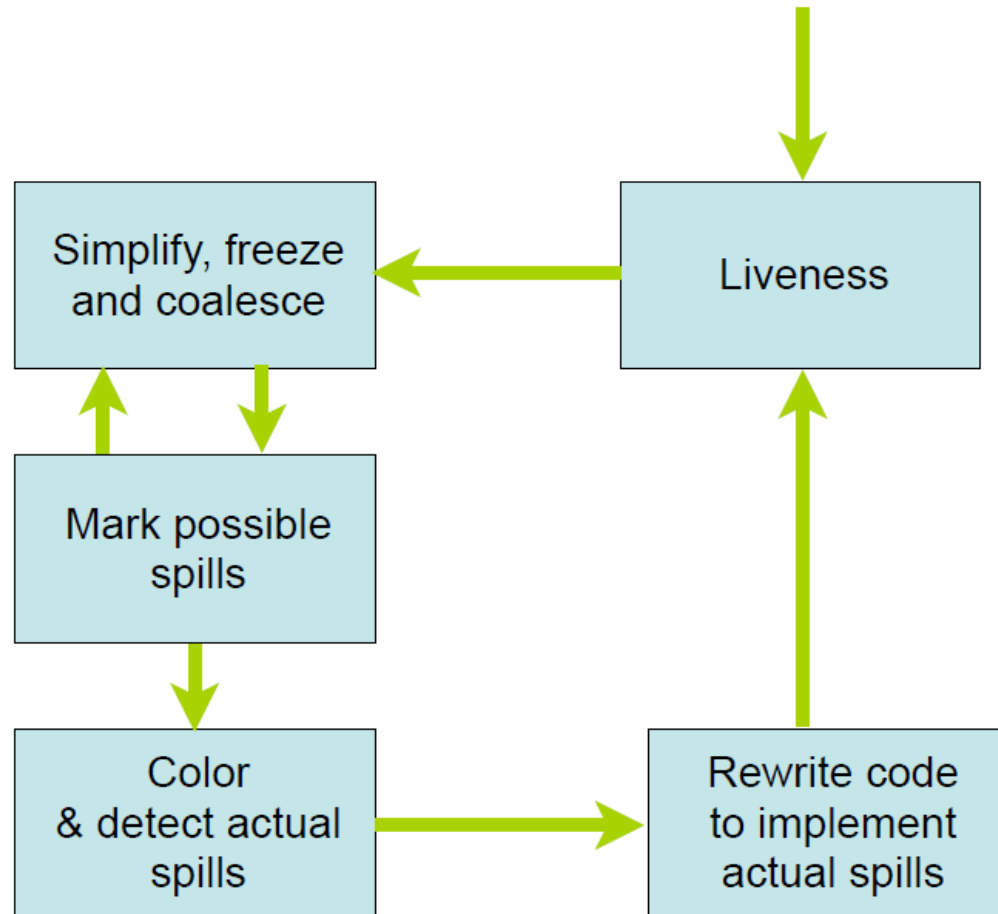 Simplify, freeze
and coalesce
Liveness
Mark possible
spills
Color
& detect actual
spills
Rewrite code
to implement
actual spills